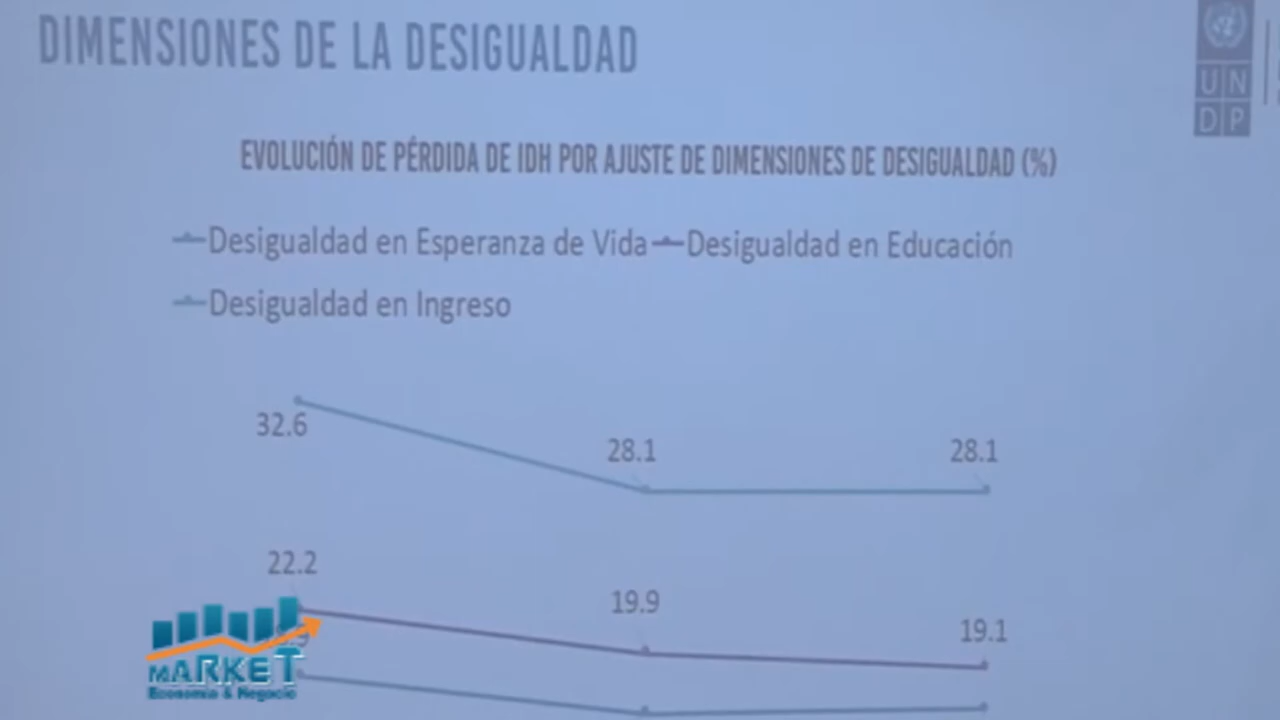 DIMENSIONES DE LA DESIGUALDAD
UN
DP
EVOLUCIÓN DE PÉRDIDA DE IDH POR AJUSTE DE DIMENSIONES DE DESIGUALDAD (%)
Desigualdad en Esperanza de Vida Desigualdad en Educación
Desigualdad en Ingreso
32.6
28.1
28.1
22.2
19.9
19.1
MARKET
Economía & Negocio